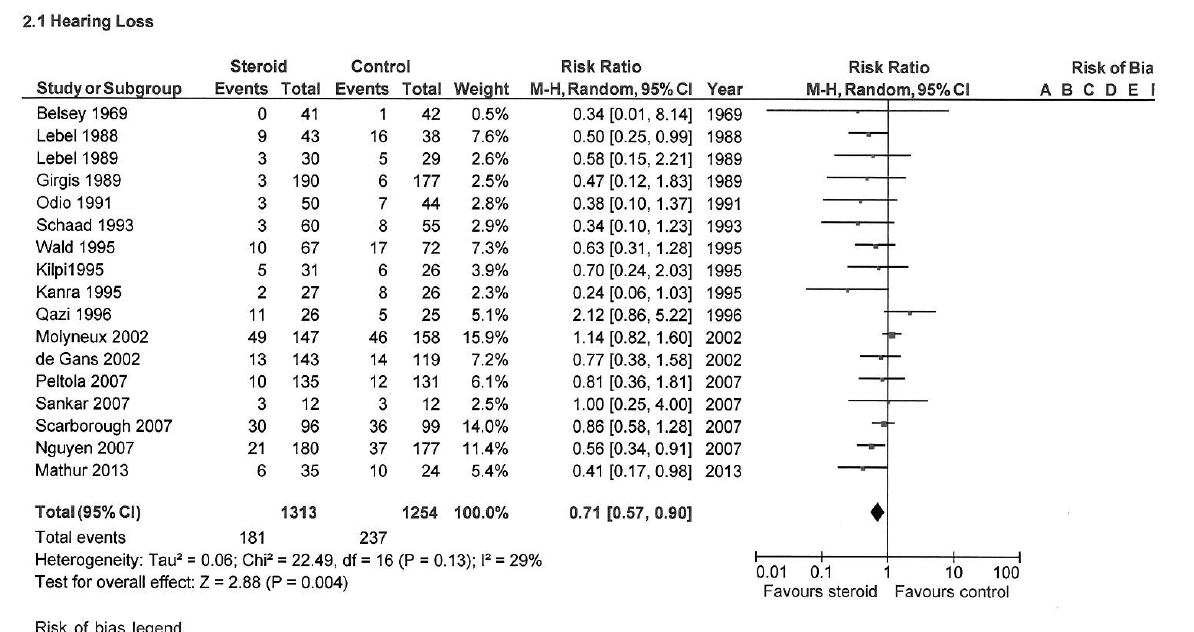 2.1 Hearing Loss
Steroid Control Risk Ratio Risk Ratio Risk of Bia
Study or Subgroup Events Total Events Total Weight M-H, Random, 95% CI Year M-H, Random, 95% CI A B C D E
Belsey 1969 0 41 1 42 0.5% 0.34 [0.01, 8.14] 1969
Lebel 1988 9 43 16 38 7.6% 0.50 [0.25, 0.99] 1988
Lebel 1989 3 30 5 29 2.6% 0.58 [0.15, 2.21] 1989
Girgis 1989 3 190 6 177 2.5% 0.47 [0.12, 1.83] 1989
Odio 1991 3 50 7 44 2.8% 0.38 [0.10, 1.37] 1991
Schaad 1993 3 60 8 55 2.9% 0.34 [0.10, 1.23] 1993
Wald 1995 10 67 17 72 7.3% 0.63 [0.31, 1.28] 1995
Kilpi1995 5 31 6 26 3.9% 0.70 [0.24, 2.03] 1995
Kanra 1995 2 27 8 26 2.3% 0.24 [0.06, 1.03] 1995
Qazi 1996 11 26 5 25 5.1% 2.12 [0.86, 5.22] 1996
Molyneux 2002 49 147 46 158 15.9% 1.14 [0.82, 1.60] 2002
de Gans 2002 13 143 14 119 7.2% 0.77 [0.38, 1.58] 2002
Peltola 2007 10 135 12 131 6.1% 0.81 [0.36, 1.81] 2007
Sankar 2007 3 12 3 12 2.5% 1.00 [0.25, 4.00] 2007
Scarborough 2007 30 96 36 99 14.0% 0.86 [0.58, 1.28] 2007
Nguyen 2007 21 180 37 177 11.4% 0.56 [0.34, 0.91] 2007
Mathur 2013 6 35 10 24 5.4% 0.41 [0.17, 0.98] 2013
Total (95% CI) 1313 1254 100.0% 0.71 [0.57, 0.90]
Total events 181 237
Heterogeneity: Tau² = 0.06; Chi² = 22.49, df = 16 (P = 0.13); I² = 29%
Test for overall effect: Z = 2.88 (P = 0.004)
0.01 0.1 1 10 100
Favours steroid Favours control
Risk of bias legend